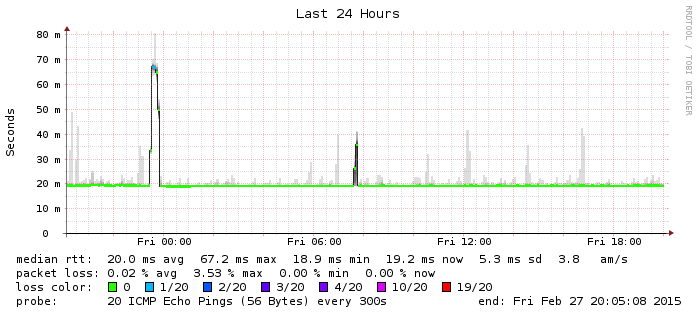 Last 24 Hours
RRDTOOL / TOBI OETIKER
Seconds
80 m
70 m
60 m
50 m
40 m
30 m
20 m
10 m
0
Fri 00:00 Fri 06:00 Fri 12:00 Fri 18:00
median rtt: 20.0 ms avg 67.2 ms max 18.9 ms min 19.2 ms now 5.3 ms sd 3.8 am/s
packet loss: 0.02 % avg 3.53 % max 0.00 % min 0.00 % now
loss color: 0 1/20 2/20 3/20 4/20 10/20 19/20
probe: 20 ICMP Echo Pings (56 Bytes) every 300s end: Fri Feb 27 20:05:08 2015